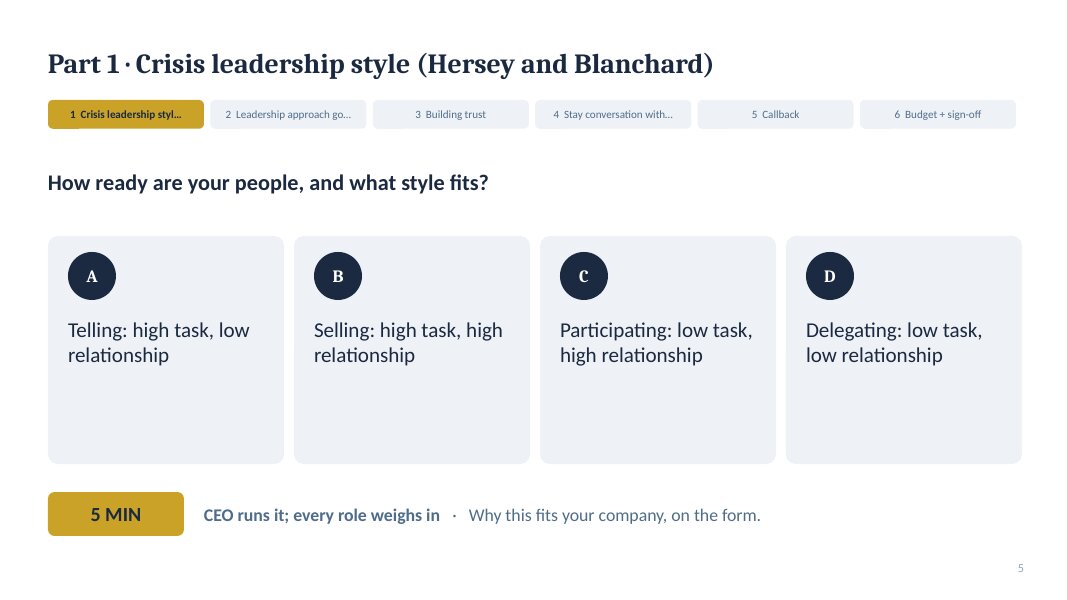 Part 1 · Crisis leadership style (Hersey and Blanchard)
1 Crisis leadership styl...
2 Leadership approach go...
3 Building trust
4 Stay conversation with...
5 Callback
6 Budget + sign-off
How ready are your people, and what style fits?
A
Telling: high task, low
relationship
B
Selling: high task, high
relationship
C
Participating: low task,
high relationship
D
Delegating: low task,
low relationship
5 MIN
CEO runs it; every role weighs in · Why this fits your company, on the form.
5